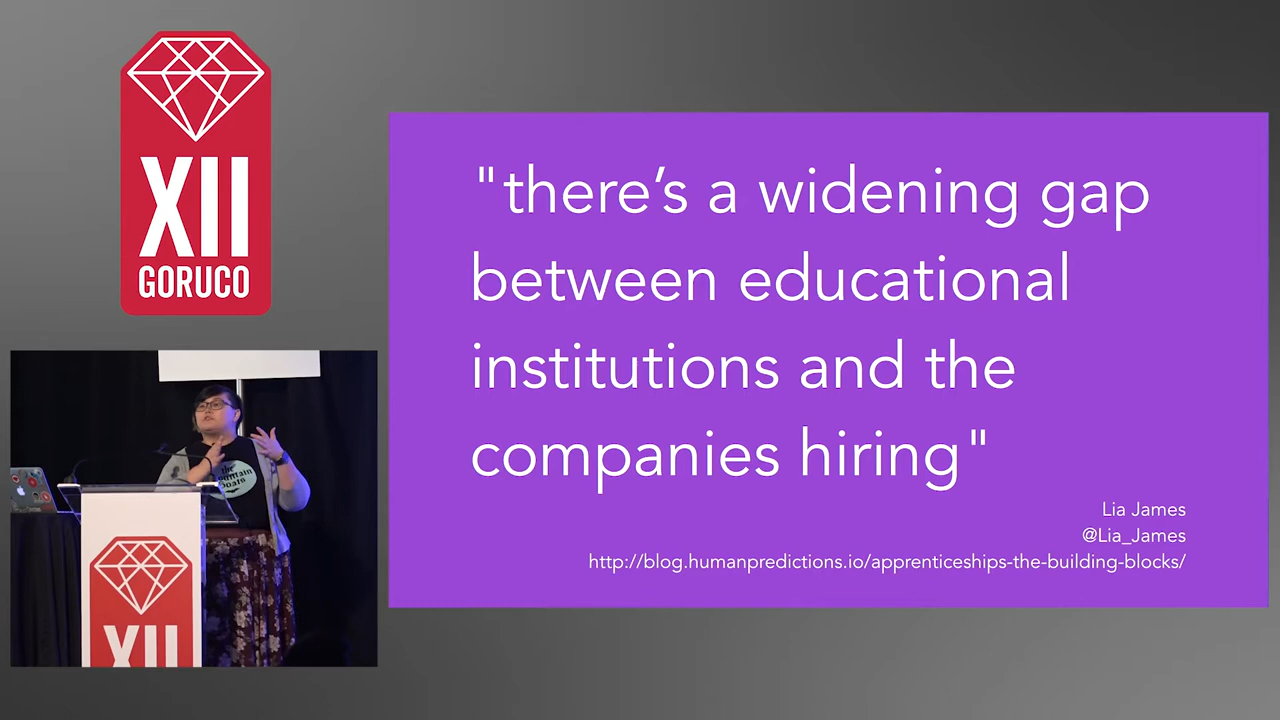 XII
GORUCO
"there’s a widening gap
between educational
institutions and the
companies hiring"
Lia James
@Lia_James
http://blog.humanpredictions.io/apprenticeships-the-building-blocks/
the
XII